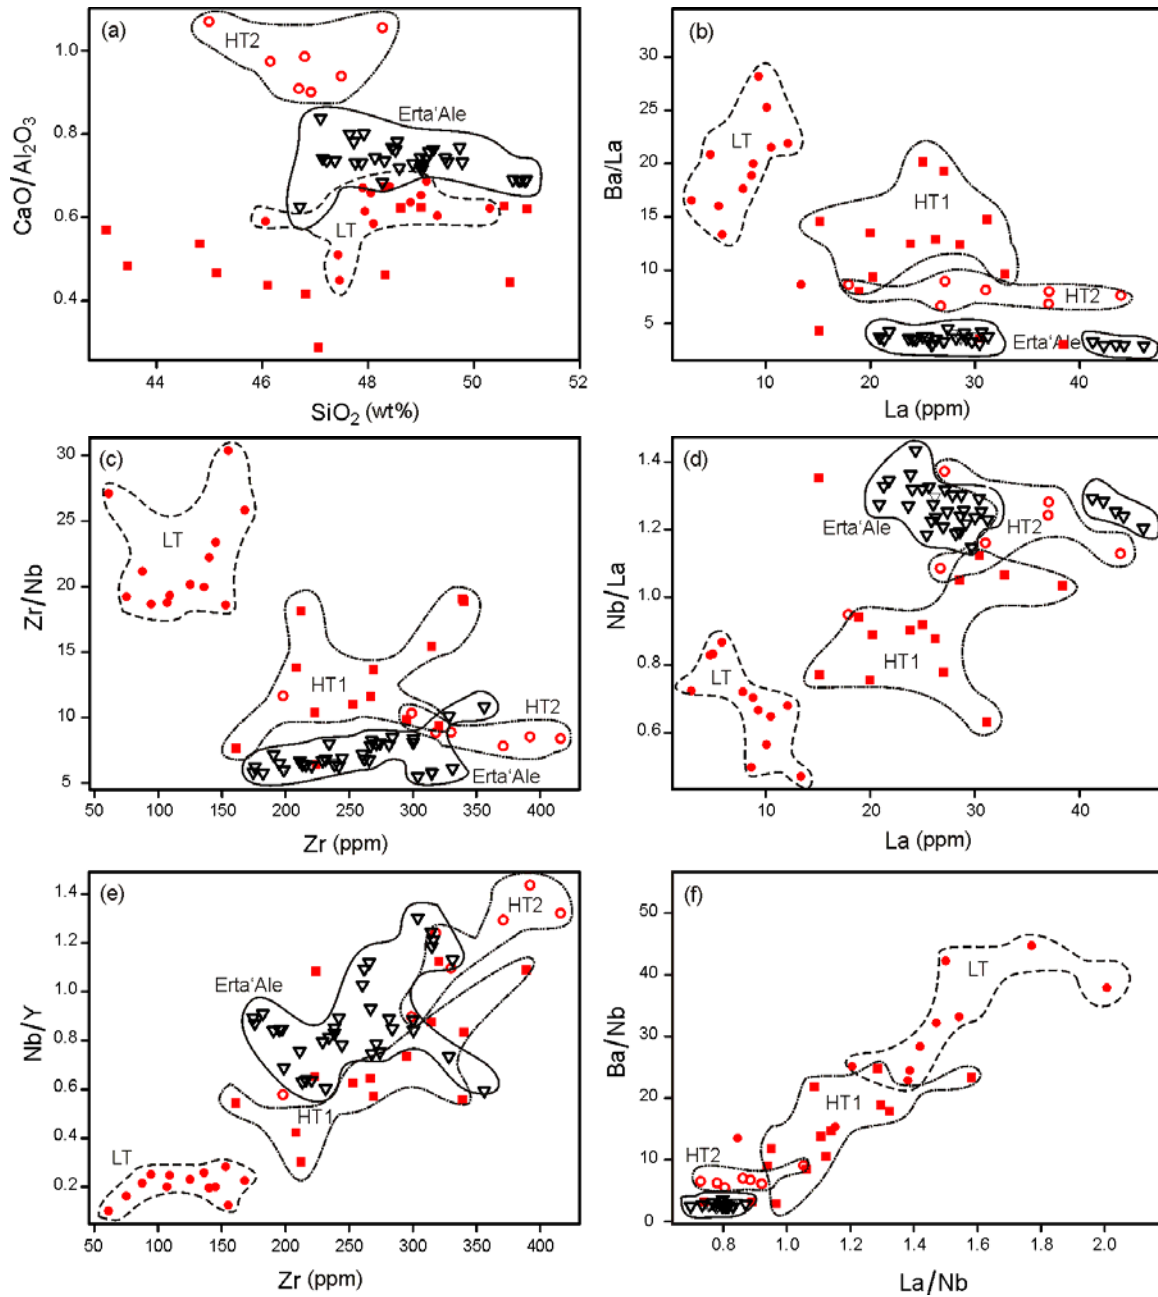 (a)
HT2
Erta'Ale
LT
CaO/Al2O3
1.0
0.8
0.6
0.4
44
46
48
50
52
SiO2 (wt%)
(b)
LT
HT1
HT2
Erta'Ale
Ba/La
30
25
20
15
10
5
10
20
30
40
La (ppm)
(c)
LT
HT1
HT2
Erta'Ale
Zr/Nb
30
25
20
15
10
5
50
100
150
200
250
300
350
400
Zr (ppm)
(d)
Erta'Ale
HT2
LT
HT1
Nb/La
1.4
1.2
1.0
0.8
0.6
10
20
30
40
La (ppm)
(e)
HT2
Erta'Ale
HT1
LT
Nb/Y
1.4
1.2
1.0
0.8
0.6
0.4
0.2
50
100
150
200
250
300
350
400
Zr (ppm)
(f)
LT
HT1
HT2
Ba/Nb
50
40
30
20
10
0
0.8
1.0
1.2
1.4
1.6
1.8
2.0
La/Nb